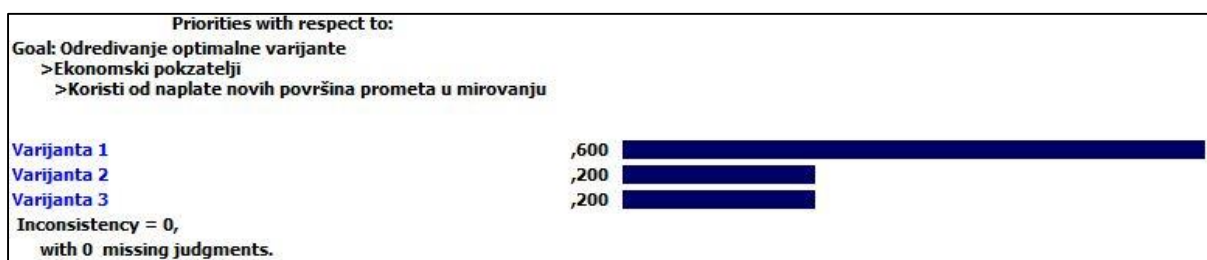 Priorities with respect to:
Goal: Odredivanje optimalne varijante
>Ekonomski pokzatelji
>Koristi od naplate novih površina prometa u mirovanju
Varijanta 1 ,600
Varijanta 2 ,200
Varijanta 3 ,200
Inconsistency = 0,
with 0 missing judgments.